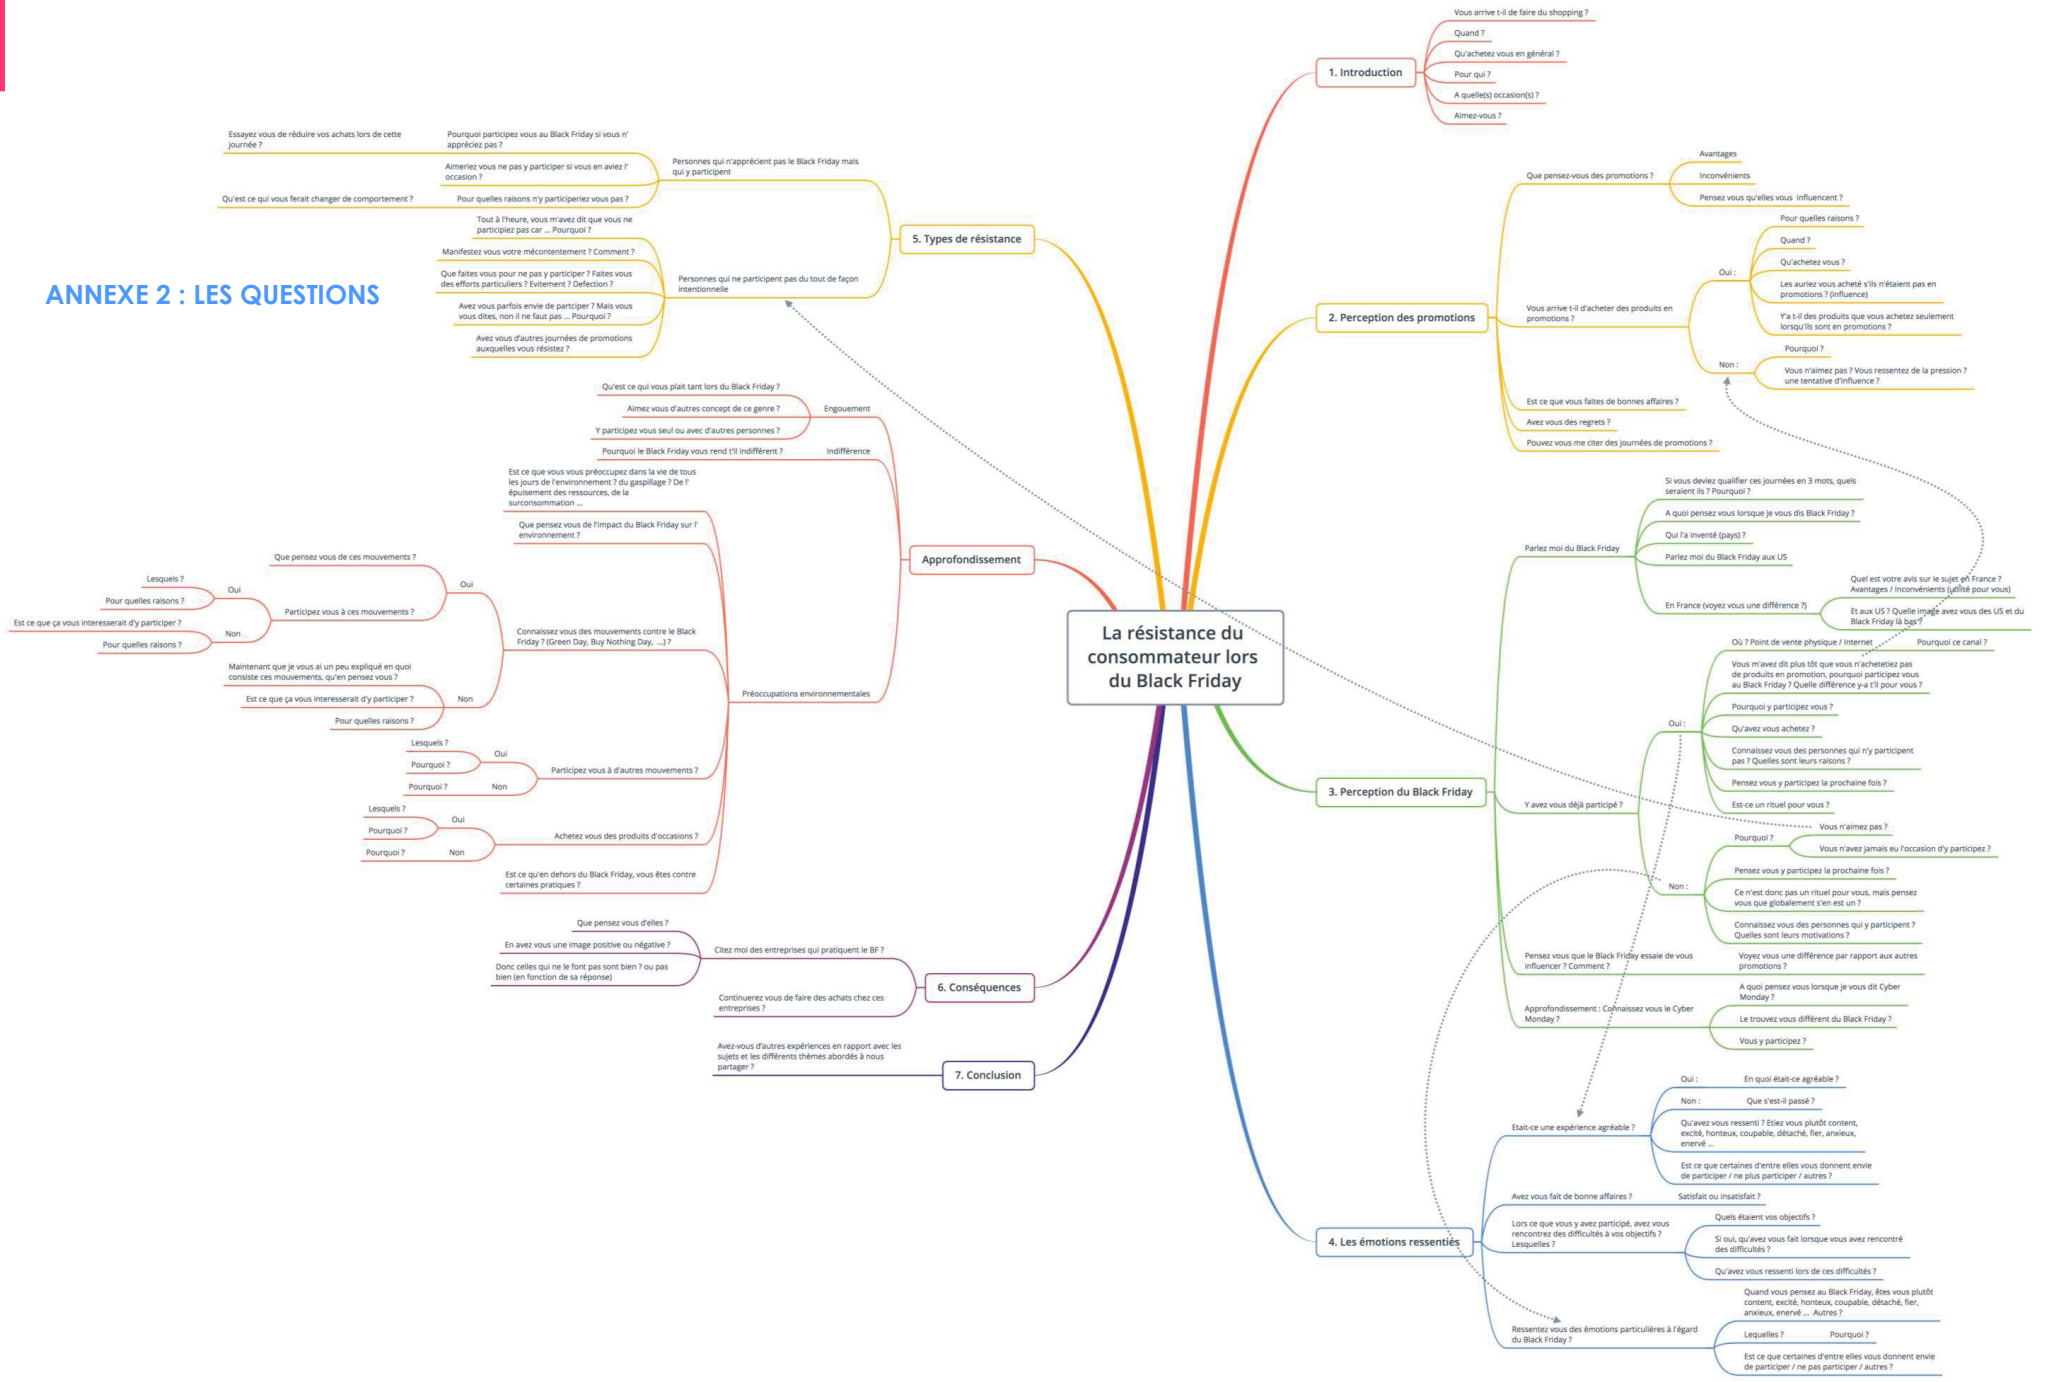 ANNEXE 2 : LES QUESTIONS
La résistance du
consommateur lors
du Black Friday
1. Introduction
Vous arrive t-il de faire du shopping ?
Quand ?
Qu'achetez vous en général ?
Pour qui ?
A quelle(s) occasion(s) ?
Aimez-vous ?
2. Perception des promotions
Que pensez-vous des promotions ?
Avantages
Inconvénients
Pensez vous qu'elles vous influencent ?
Vous arrive t-il d'acheter des produits en
promotions ?
Oui :
Pour quelles raisons ?
Quand ?
Qu'achetez vous ?
Les auriez vous acheté s'ils n'étaient pas en
promotions ? (influence)
Y'a t-il des produits que vous achetez seulement
lorsqu'ils sont en promotions ?
Non :
Pourquoi ?
Vous n'aimez pas ? Vous ressentez de la pression ?
une tentative d'influence ?
Est ce que vous faites de bonnes affaires ?
Avez vous des regrets ?
Pouvez vous me citer des journées de promotions ?
3. Perception du Black Friday
Parlez moi du Black Friday
Si vous deviez qualifier ces journées en 3 mots, quels
seraient ils ? Pourquoi ?
A quoi pensez vous lorsque je vous dis Black Friday ?
Qui l'a inventé (pays) ?
Parlez moi du Black Friday aux US
En France (voyez vous une différence ?)
Quel est votre avis sur le sujet en France ?
Avantages / Inconvénients (utilité pour vous)
Et aux US ? Quelle image avez vous des US et du
Black Friday là bas ?
Y avez vous déjà participé ?
Oui :
Où ? Point de vente physique / Internet
Pourquoi ce canal ?
Vous m'avez dit plus tôt que vous n'achetetiez pas
de produits en promotion, pourquoi participez vous
au Black Friday ? Quelle différence y-a t'il pour vous ?
Pourquoi y participez vous ?
Qu'avez vous achetez ?
Connaissez vous des personnes qui n'y participent
pas ? Quelles sont leurs raisons ?
Pensez vous y participez la prochaine fois ?
Est-ce un rituel pour vous ?
Non :
Pourquoi ?
Vous n'aimez pas ?
Vous n'avez jamais eu l'occasion d'y participez ?
Pensez vous y participez la prochaine fois ?
Ce n'est donc pas un rituel pour vous, mais pensez
vous que globalement s'en est un ?
Connaissez vous des personnes qui y participent ?
Quelles sont leurs motivations ?
Pensez vous que le Black Friday essaie de vous
influencer ? Comment ?
Voyez vous une différence par rapport aux autres
promotions ?
Approfondissement : Connaissez vous le Cyber
Monday ?
A quoi pensez vous lorsque je vous dit Cyber
Monday ?
Le trouvez vous différent du Black Friday ?
Vous y participez ?
4. Les émotions ressenties
Etait-ce une expérience agréable ?
Oui :
En quoi était-ce agréable ?
Non :
Que s'est-il passé ?
Qu'avez vous ressenti ? Etiez vous plutôt content,
excité, honteux, coupable, détaché, fier, anxieux,
enervé ...
Est ce que certaines d'entre elles vous donnent envie
de participer / ne plus participer / autres ?
Avez vous fait de bonne affaires ?
Satisfait ou insatisfait ?
Lors ce que vous y avez participé, avez vous
rencontrez des difficultés à vos objectifs ?
Lesquelles ?
Quels étaient vos objectifs ?
Si oui, qu'avez vous fait lorsque vous avez rencontré
des difficultés ?
Qu'avez vous ressenti lors de ces difficultés ?
Ressentez vous des émotions particulières à l'égard
du Black Friday ?
Quand vous pensez au Black Friday, êtes vous plutôt
content, excité, honteux, coupable, détaché, fier,
anxieux, enervé ... Autres ?
Lequelles ?
Pourquoi ?
Est ce que certaines d'entre elles vous donnent envie
de participer / ne pas participer / autres ?
5. Types de résistance
Personnes qui n'apprécient pas le Black Friday mais
qui y participent
Pourquoi participez vous au Black Friday si vous n'
appréciez pas ?
Essayez vous de réduire vos achats lors de cette
journée ?
Aimeriez vous ne pas y participer si vous en aviez l'
occasion ?
Pour quelles raisons n'y participeriez vous pas ?
Qu'est ce qui vous ferait changer de comportement ?
Personnes qui ne participent pas du tout de façon
intentionnelle
Tout à l'heure, vous m'avez dit que vous ne
participiez pas car ... Pourquoi ?
Manifestez vous votre mécontentement ? Comment ?
Que faites vous pour ne pas y participer ? Faites vous
des efforts particuliers ? Evitement ? Defection ?
Avez vous parfois envie de partciper ? Mais vous
vous dites, non il ne faut pas ... Pourquoi ?
Avez vous d'autres journées de promotions
auxquelles vous résistez ?
Approfondissement
Engouement
Qu'est ce qui vous plait tant lors du Black Friday ?
Aimez vous d'autres concept de ce genre ?
Y participez vous seul ou avec d'autres personnes ?
Indifférence
Pourquoi le Black Friday vous rend t'il indifférent ?
Préoccupations environnementales
Est ce que vous vous préoccupez dans la vie de tous
les jours de l'environnement ? du gaspillage ? De l'
épuisement des ressources, de la
surconsommation ...
Que pensez vous de l'impact du Black Friday sur l'
environnement ?
Connaissez vous des mouvements contre le Black
Friday ? (Green Day, Buy Nothing Day, ...) ?
Oui
Que pensez vous de ces mouvements ?
Participez vous à ces mouvements ?
Oui
Lesquels ?
Pour quelles raisons ?
Non
Est ce que ça vous interesserait d'y participer ?
Pour quelles raisons ?
Non
Maintenant que je vous ai un peu expliqué en quoi
consiste ces mouvements, qu'en pensez vous ?
Est ce que ça vous interesserait d'y participer ?
Pour quelles raisons ?
Participez vous à d'autres mouvements ?
Oui
Lesquels ?
Pourquoi ?
Non
Pourquoi ?
Achetez vous des produits d'occasions ?
Oui
Lesquels ?
Pourquoi ?
Non
Pourquoi ?
Est ce qu'en dehors du Black Friday, vous êtes contre
certaines pratiques ?
6. Conséquences
Citez moi des entreprises qui pratiquent le BF ?
Que pensez vous d'elles ?
En avez vous une image positive ou négative ?
Donc celles qui ne le font pas sont bien ? ou pas
bien (en fonction de sa réponse)
Continuerez vous de faire des achats chez ces
entreprises ?
7. Conclusion
Avez-vous d'autres expériences en rapport avec les
sujets et les différents thèmes abordés à nous
partager ?